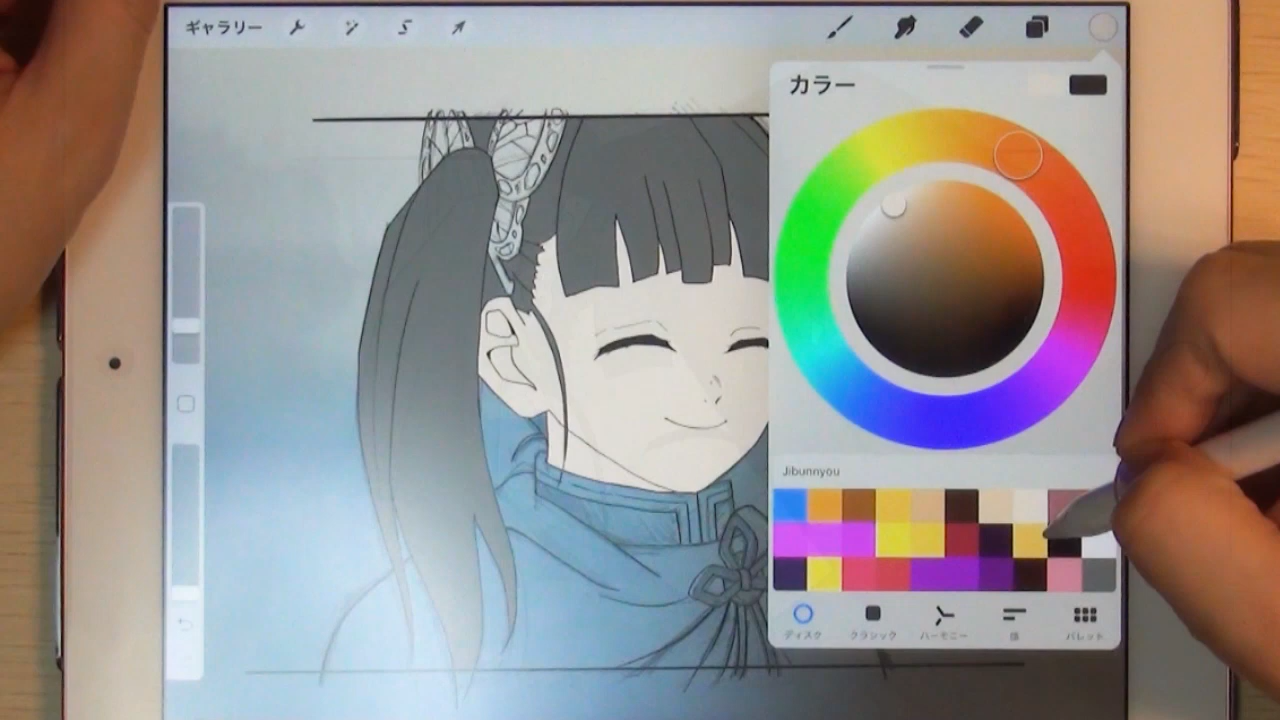 ギャラリー
カラー
Jibunnyou
ディスク
クラシック
ハーモニー
値
パレット